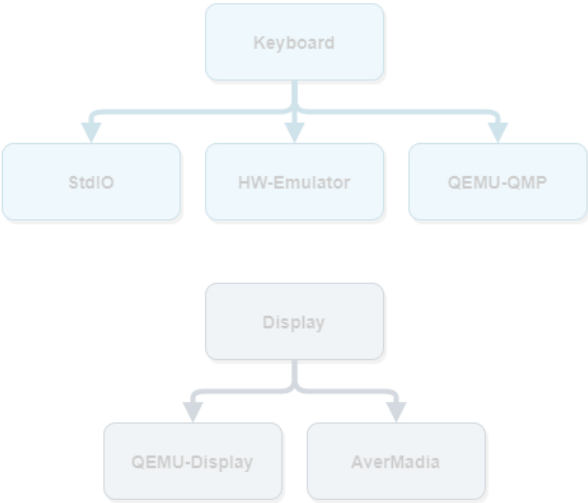 Keyboard
StdIO
HW-Emulator
QEMU-QMP
Display
QEMU-Display
AverMadia